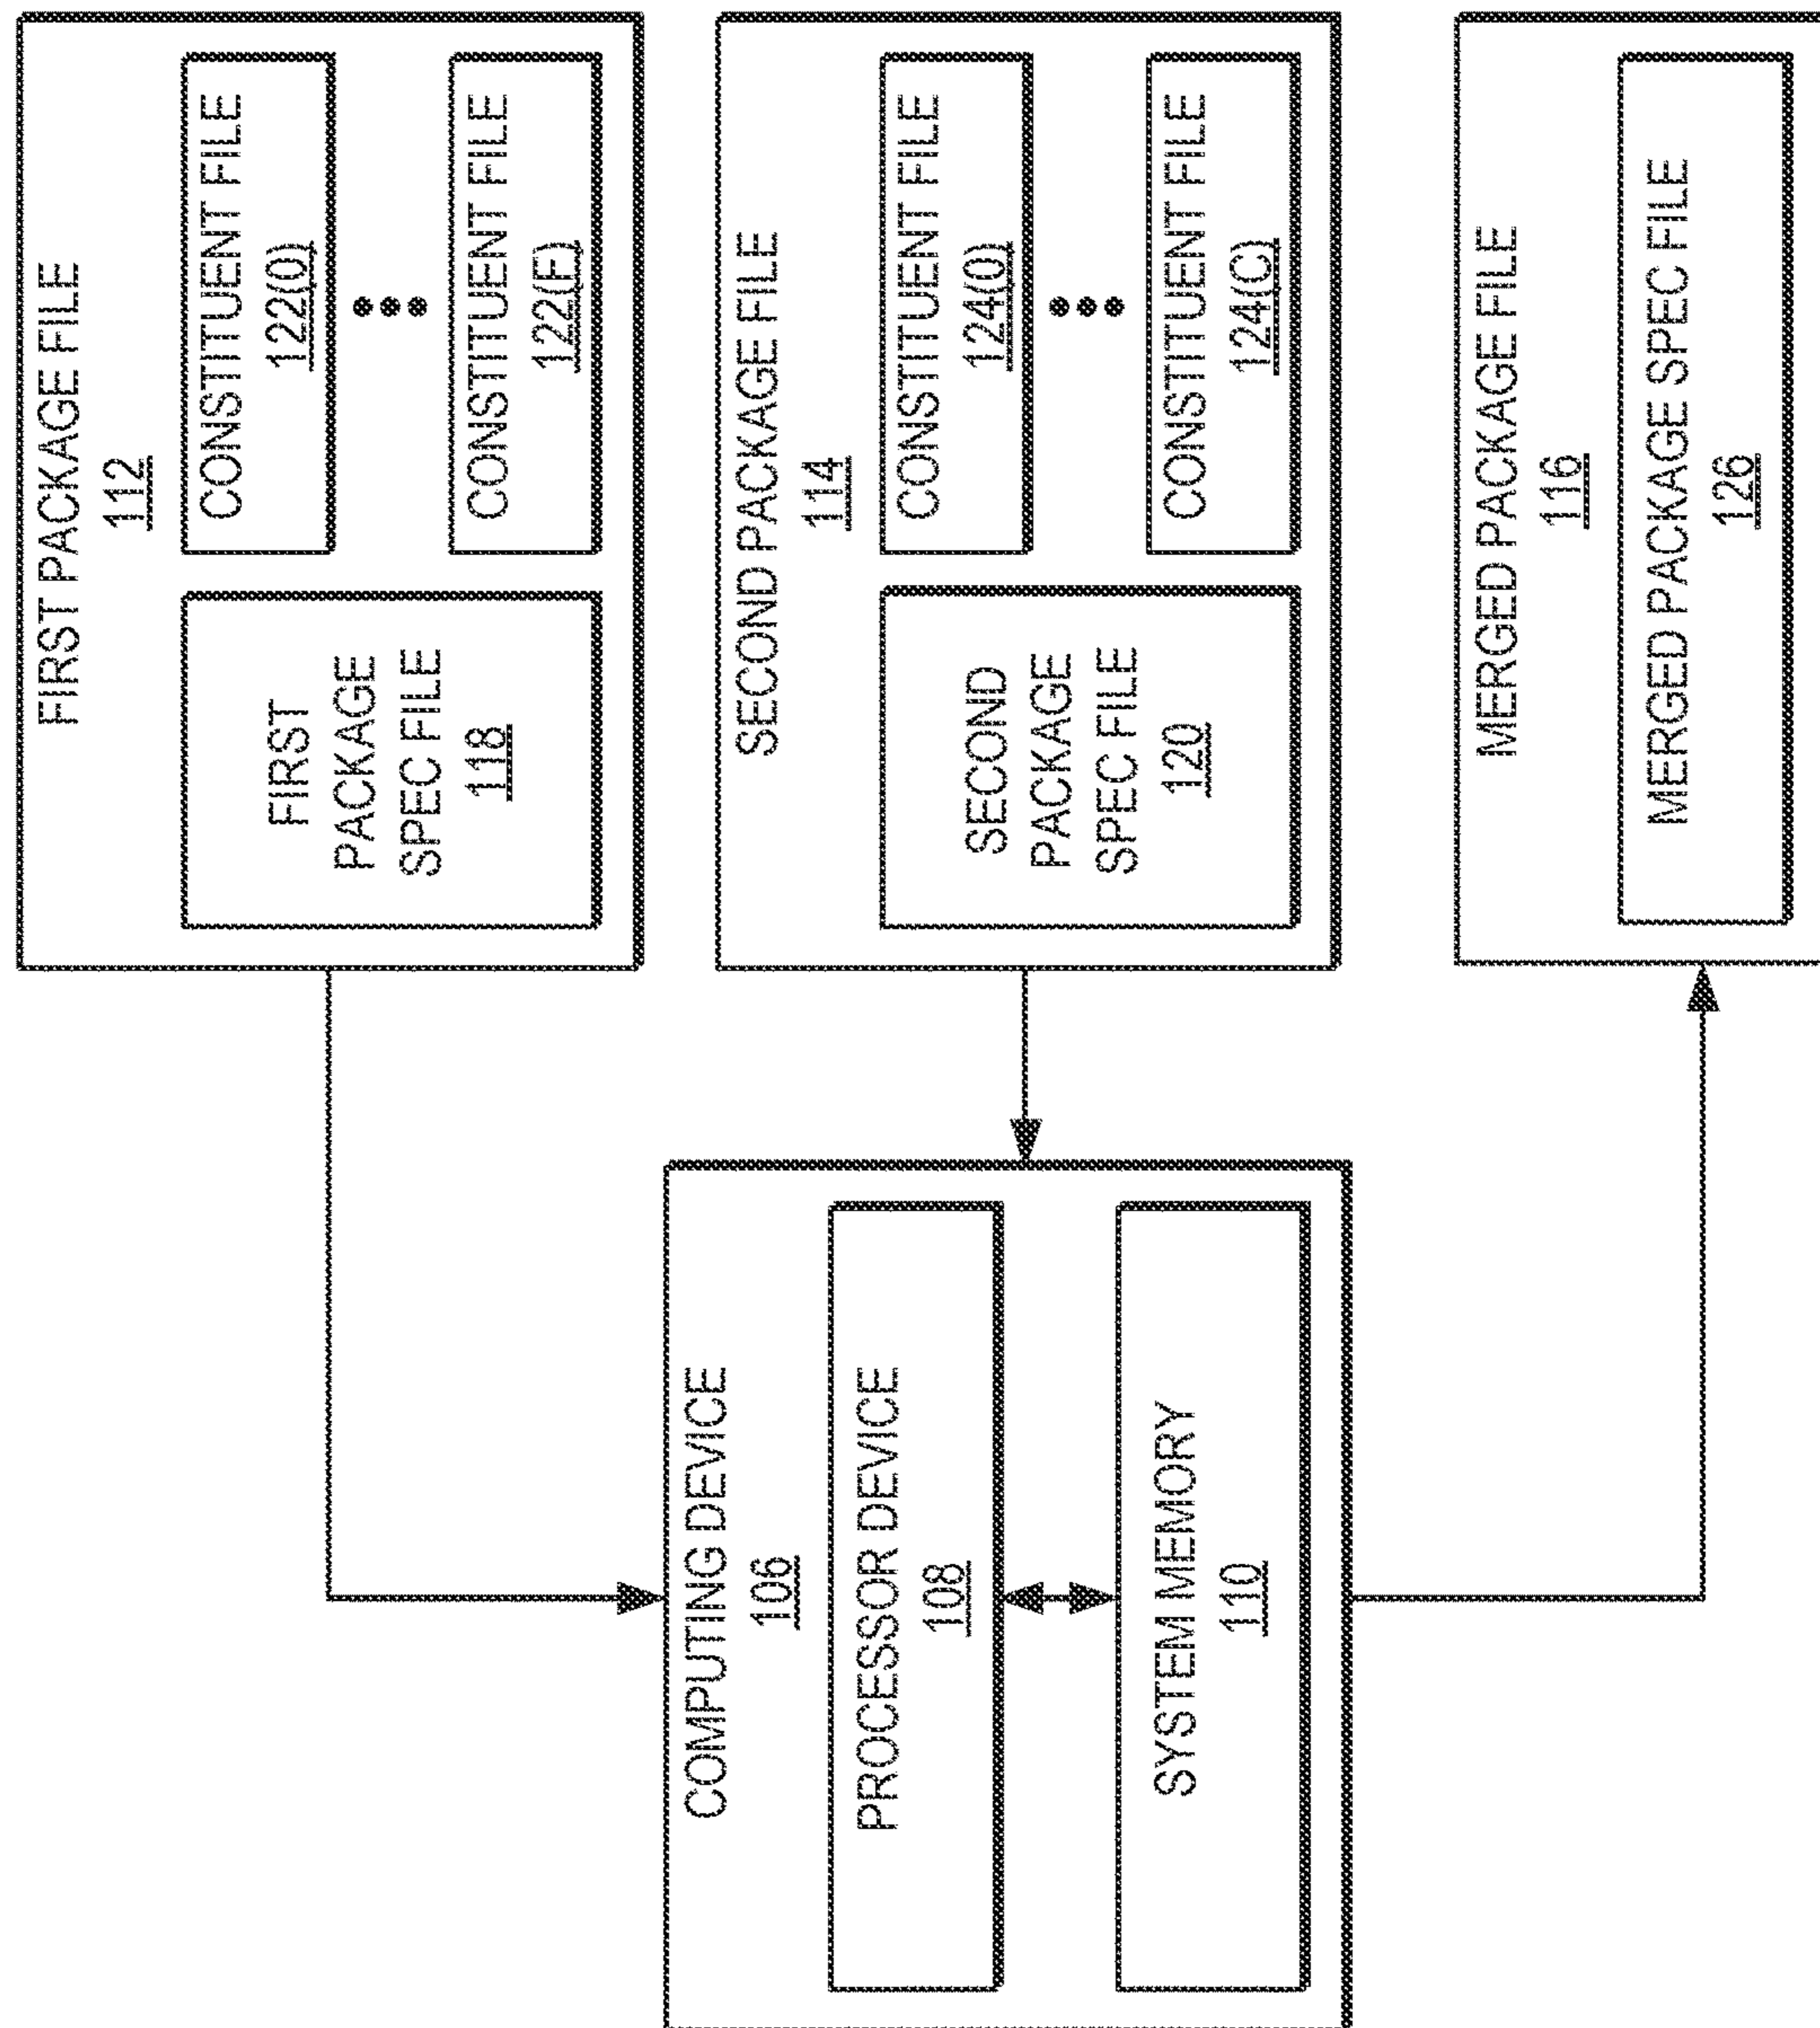 FIRST PACKAGE FILE
112
FIRST
PACKAGE
SPEC FILE
118
CONSTITUENT FILE
122(0)
CONSTITUENT FILE
122(F)
COMPUTING DEVICE
106
PROCESSOR DEVICE
108
SYSTEM MEMORY
110
SECOND PACKAGE FILE
114
SECOND
PACKAGE
SPEC FILE
120
CONSTITUENT FILE
124(0)
CONSTITUENT FILE
124(C)
MERGED PACKAGE FILE
116
MERGED PACKAGE SPEC FILE
126